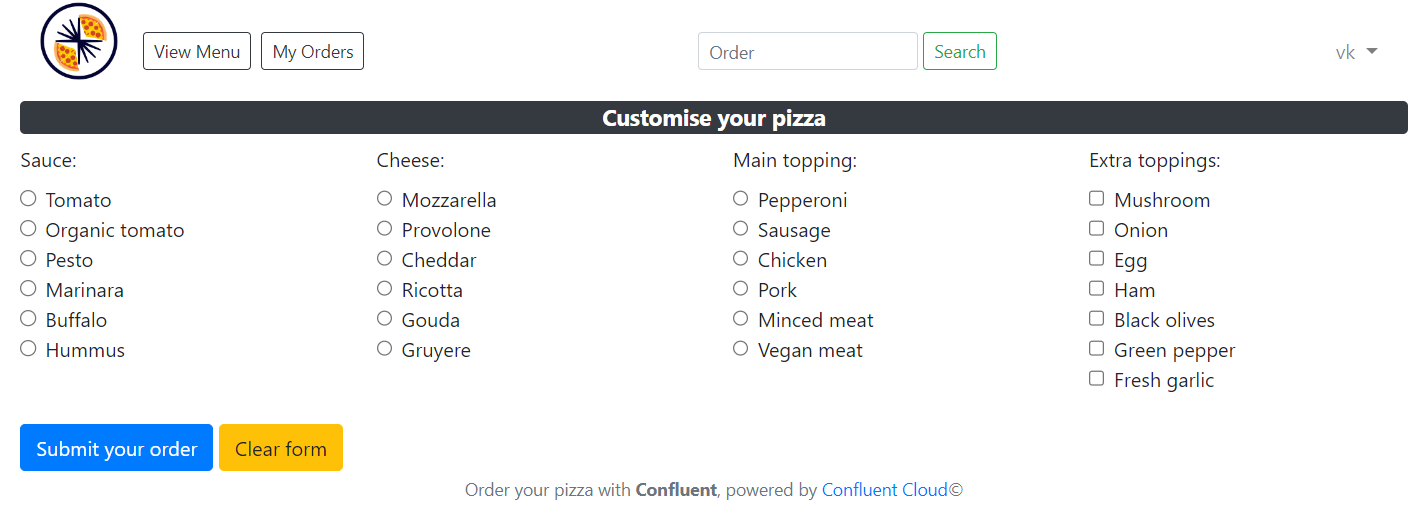 View Menu My Orders Order Search vk
Customise your pizza
Sauce: Cheese: Main topping: Extra toppings:
Tomato Mozzarella Pepperoni Mushroom
Organic tomato Provolone Sausage Onion
Pesto Cheddar Chicken Egg
Marinara Ricotta Pork Ham
Buffalo Gouda Minced meat Black olives
Hummus Gruyere Vegan meat Green pepper
Fresh garlic
Submit your order Clear form
Order your pizza with Confluent, powered by Confluent Cloud©